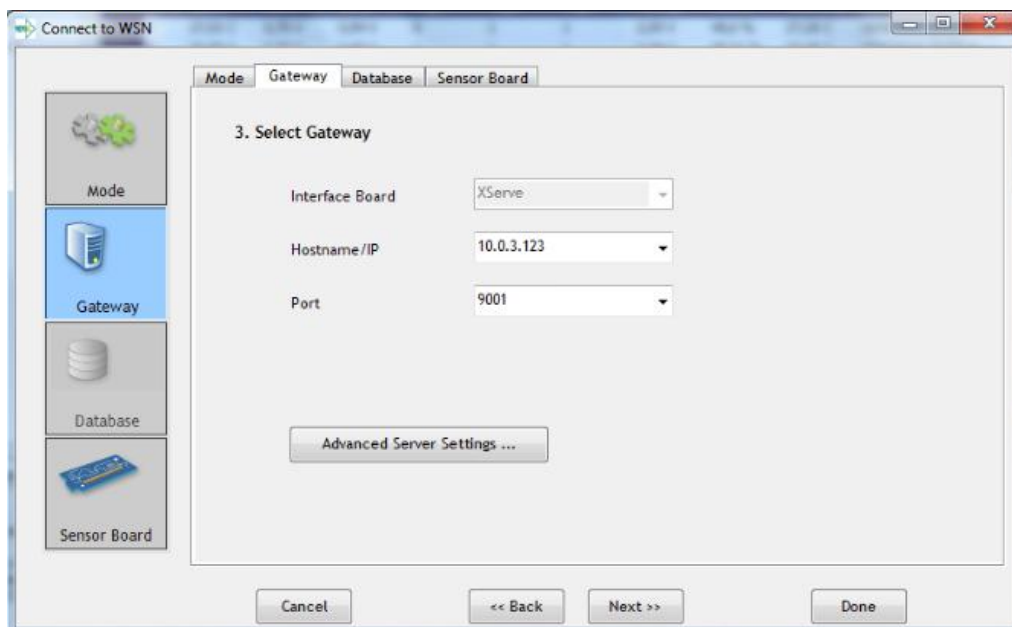 Connect to WSN
Mode Gateway Database Sensor Board
Mode
Gateway
Database
Sensor Board
3. Select Gateway
Interface Board XServe
Hostname/IP 10.0.3.123
Port 9001
Advanced Server Settings ...
Cancel << Back Next >> Done